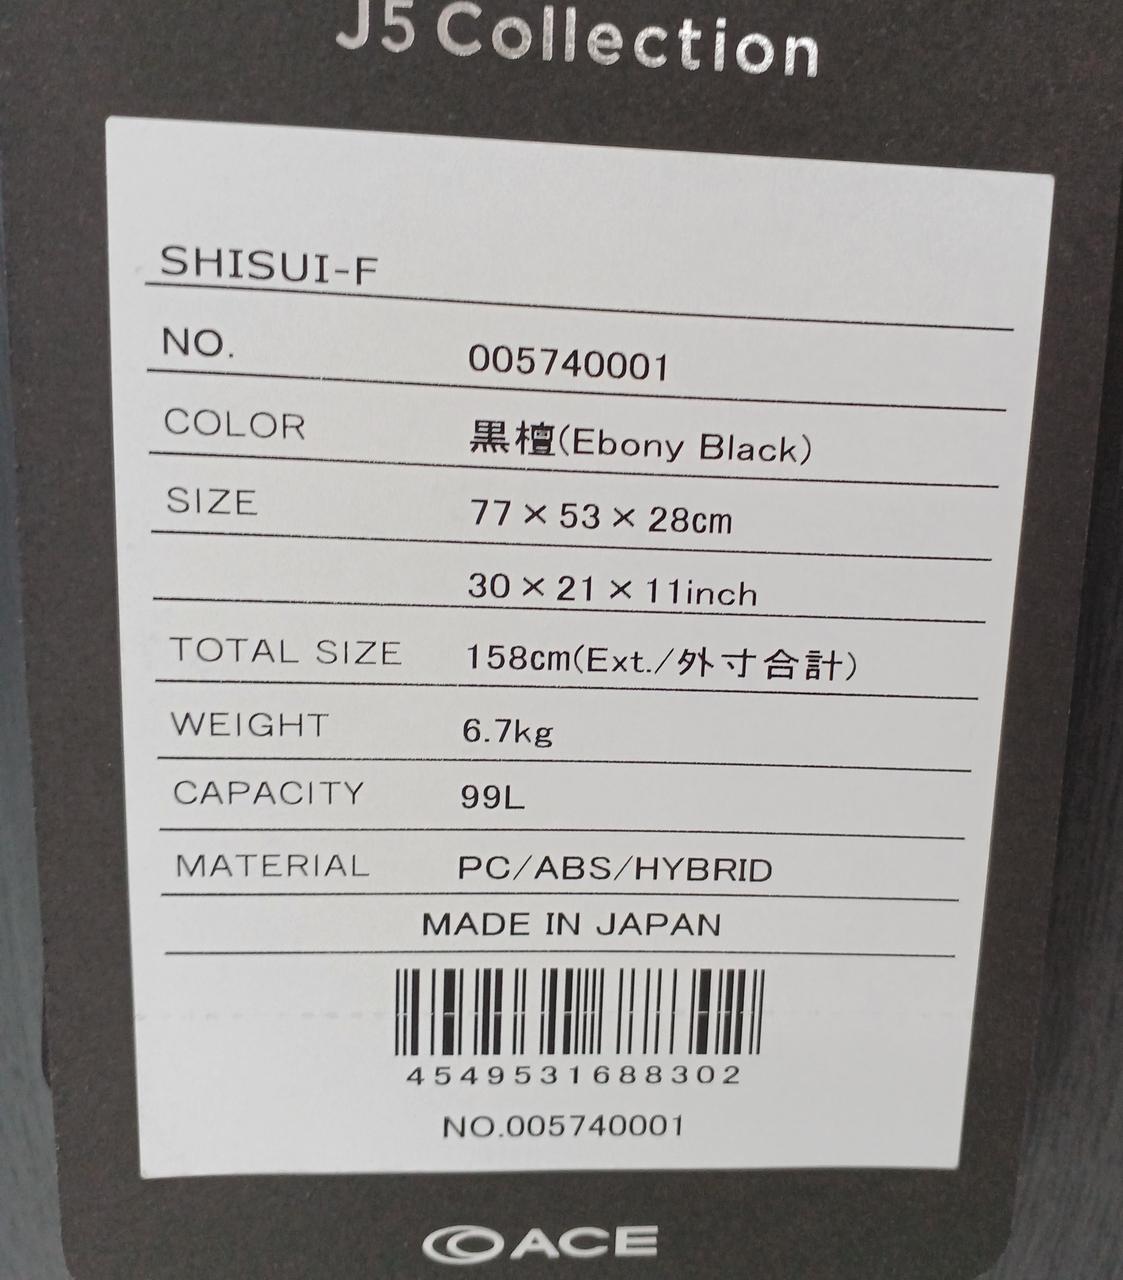 J5 Collection
SHISUI-F
NO. 005740001
COLOR 黒檀(Ebony Black)
SIZE 77×53×28cm
30×21×11inch
TOTAL SIZE 158cm(Ext./外寸合計)
WEIGHT 6.7kg
CAPACITY 99L
MATERIAL PC/ABS/HYBRID
MADE IN JAPAN
4549531688302
NO.005740001
ACE